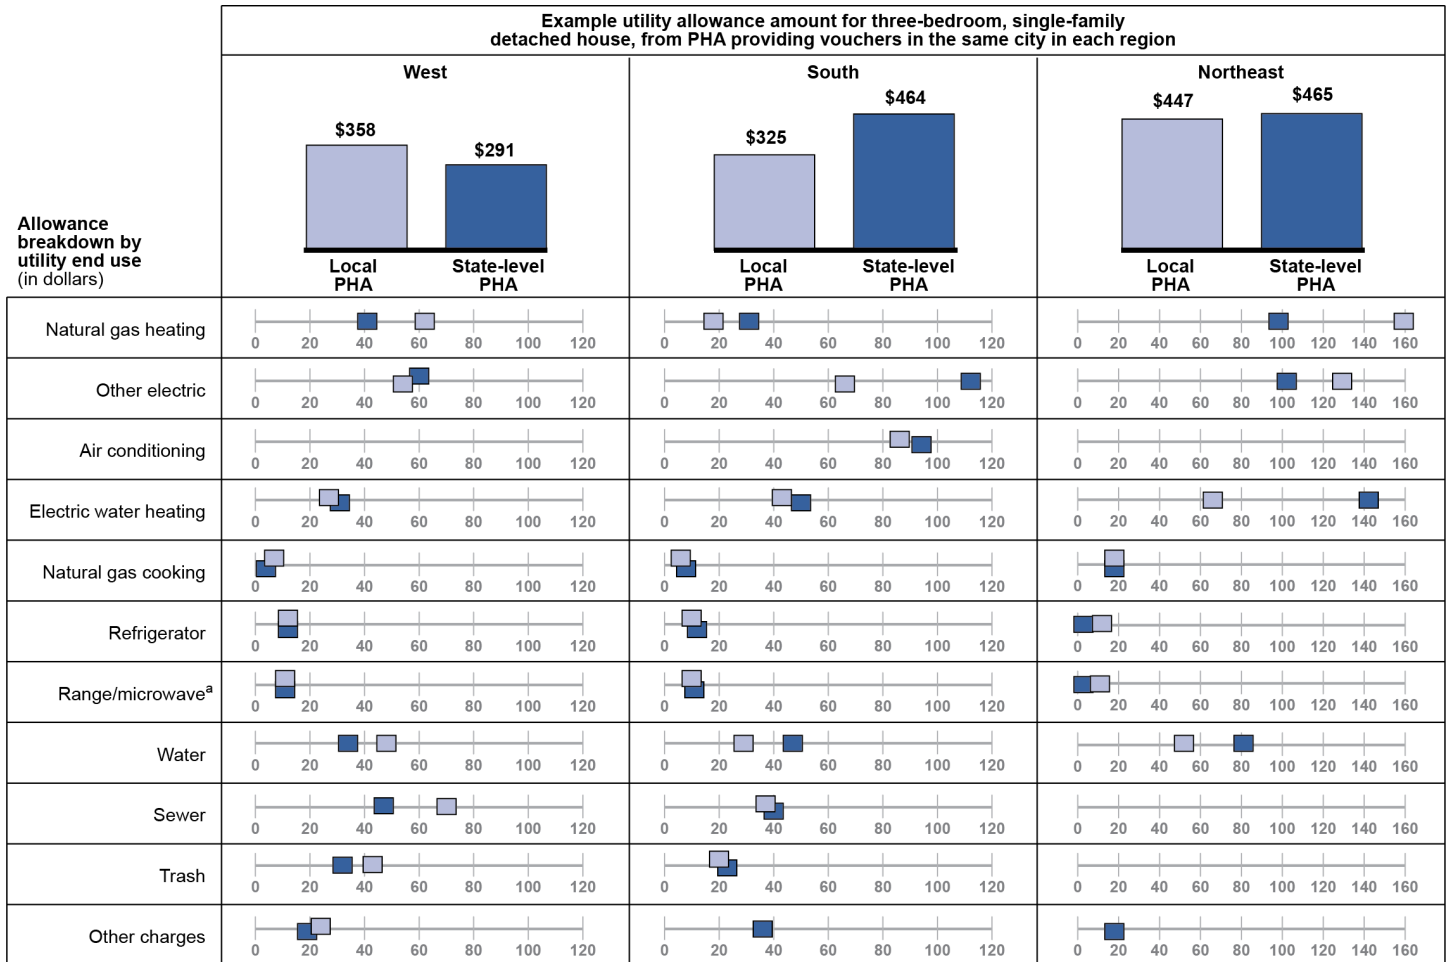 Example utility allowance amount for three-bedroom, single-family
detached house, from PHA providing vouchers in the same city in each region
West
South
Northeast
$358
$291
$325
$464
$447
$465
Allowance
breakdown by
utility end use
(in dollars)
Local
PHA
State-level
PHA
Local
PHA
State-level
PHA
Local
PHA
State-level
PHA
Natural gas heating
0 20 40 60 80 100 120
0 20 40 60 80 100 120
0 20 40 60 80 100 120 140 160
Other electric
0 20 40 60 80 100 120
0 20 40 60 80 100 120
0 20 40 60 80 100 120 140 160
Air conditioning
0 20 40 60 80 100 120
0 20 40 60 80 100 120
0 20 40 60 80 100 120 140 160
Electric water heating
0 20 40 60 80 100 120
0 20 40 60 80 100 120
0 20 40 60 80 100 120 140 160
Natural gas cooking
0 20 40 60 80 100 120
0 20 40 60 80 100 120
0 20 40 60 80 100 120 140 160
Refrigerator
0 20 40 60 80 100 120
0 20 40 60 80 100 120
0 20 40 60 80 100 120 140 160
Range/microwaveª
0 20 40 60 80 100 120
0 20 40 60 80 100 120
0 20 40 60 80 100 120 140 160
Water
0 20 40 60 80 100 120
0 20 40 60 80 100 120
0 20 40 60 80 100 120 140 160
Sewer
0 20 40 60 80 100 120
0 20 40 60 80 100 120
0 20 40 60 80 100 120 140 160
Trash
0 20 40 60 80 100 120
0 20 40 60 80 100 120
0 20 40 60 80 100 120 140 160
Other charges
0 20 40 60 80 100 120
0 20 40 60 80 100 120
0 20 40 60 80 100 120 140 160